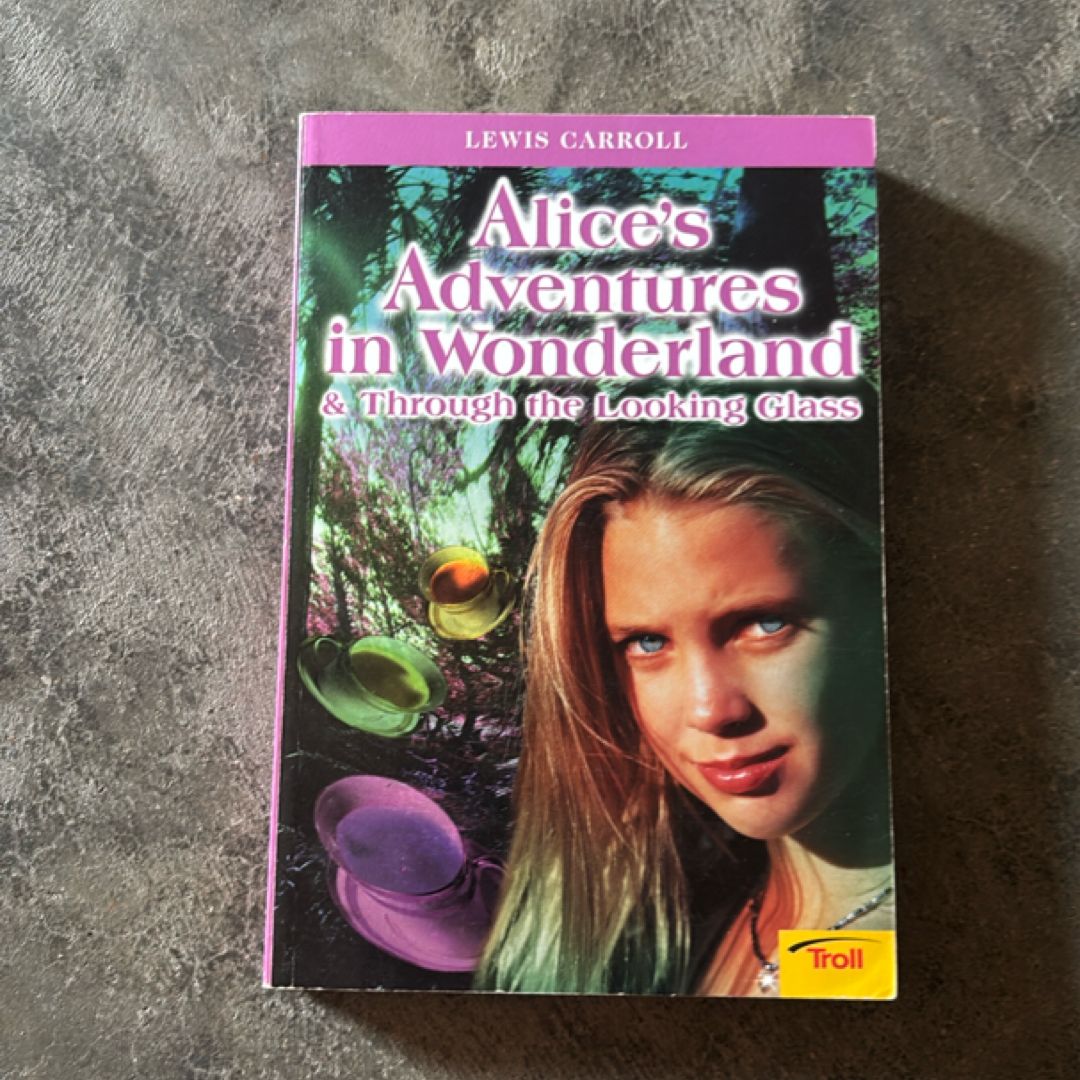 LEWIS CARROLL
Alice's
Adventures
in Wonderland
& Through the Looking Glass
Troll